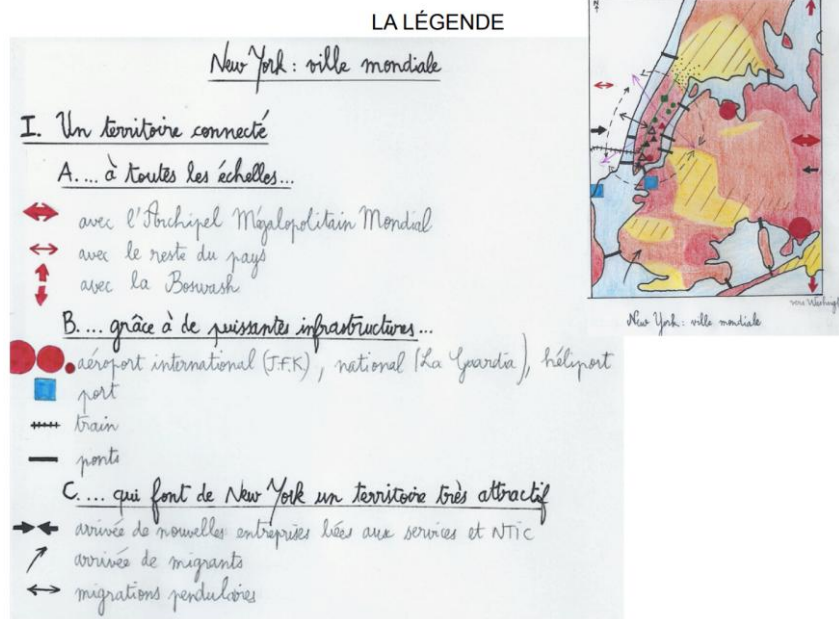 LA LÉGENDE
New York : ville mondiale
I. Un territoire connecté
A. ... à toutes les échelles...
avec l'Archipel Mégalopolitain Mondial
avec le reste du pays
avec la Boswash
B. ... grâce à de puissantes infrastructures...
aéroport international (J.F.K), national (La Guardia), héliport
port
train
ponts
C. ... qui font de New York un territoire très attractif
arrivée de nouvelles entreprises liées aux services et NTIC
arrivée de migrants
migrations pendulaires
N
vers
New York : ville mondiale